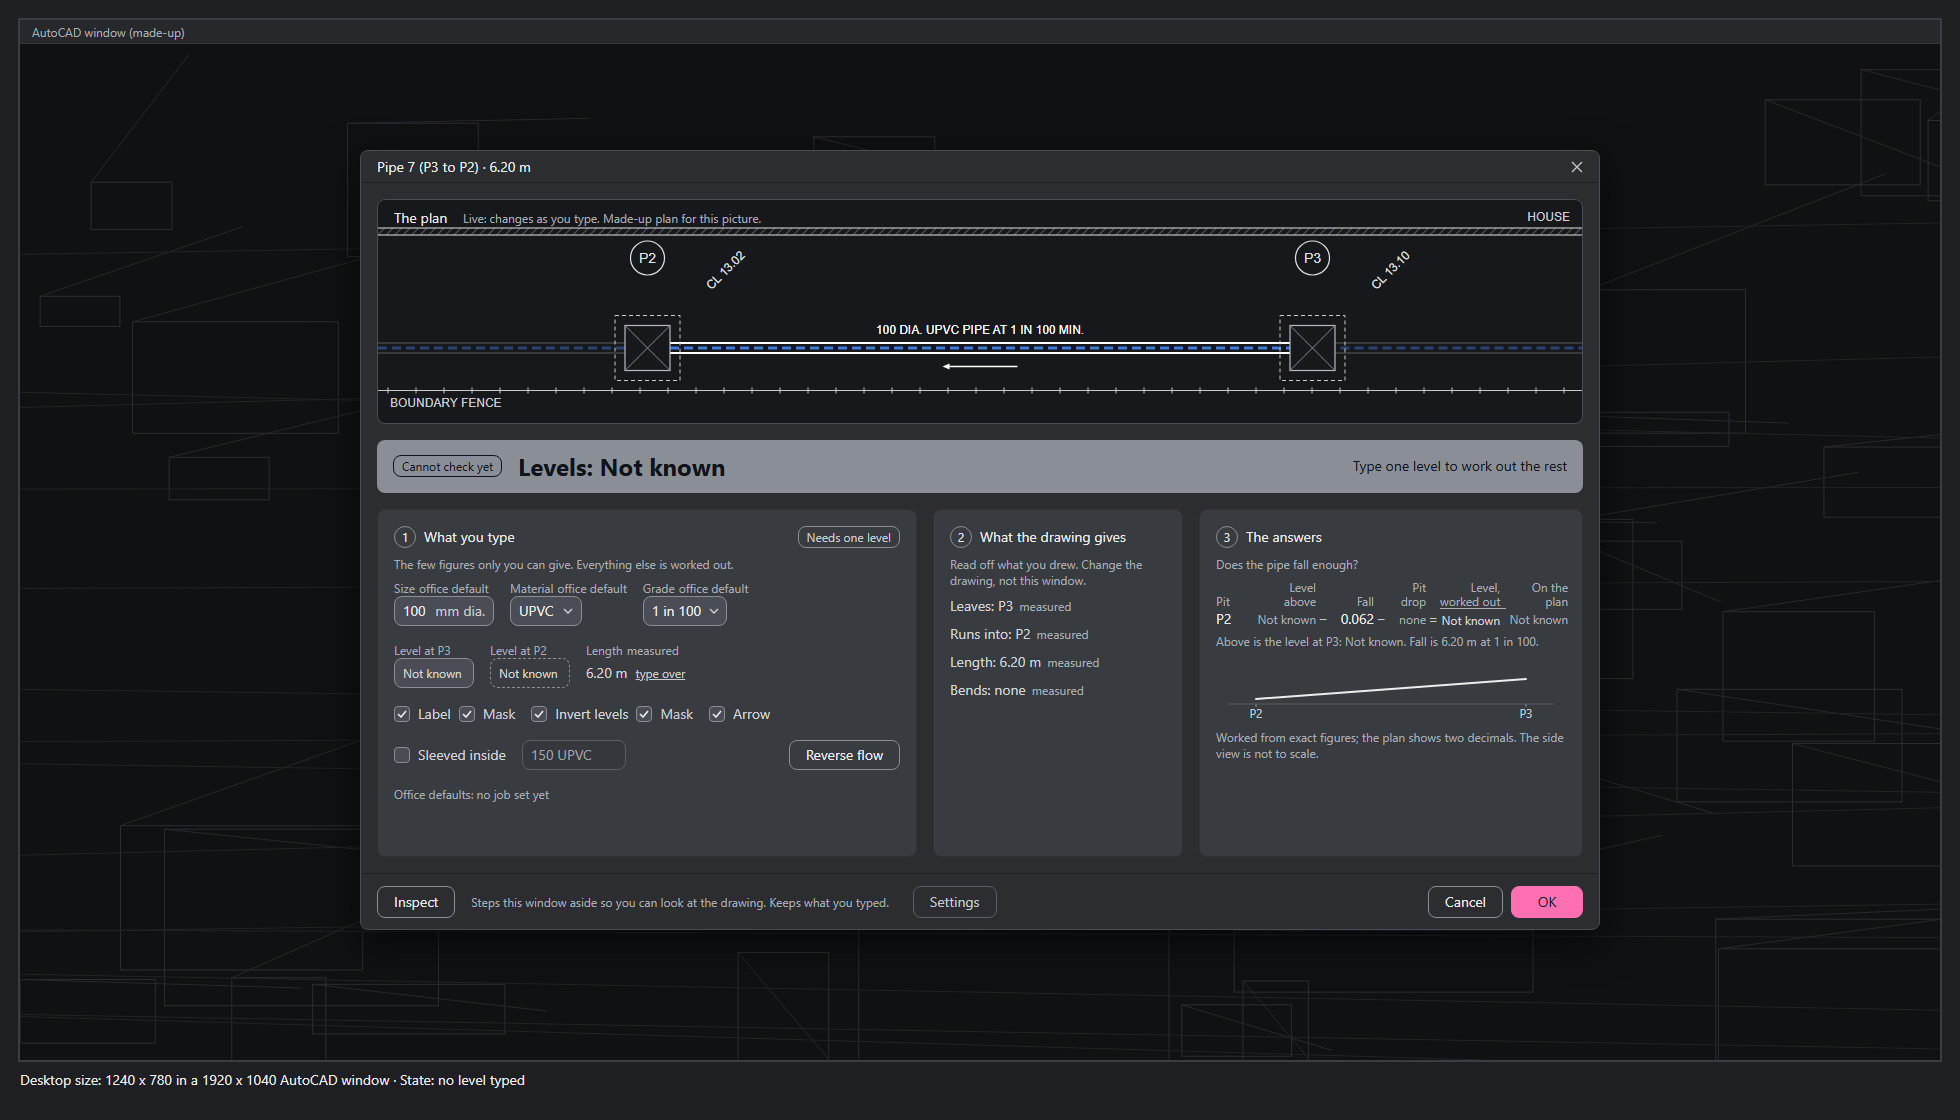 AutoCAD window (made-up)
Pipe 7 (P3 to P2) · 6.20 m
The plan Live: changes as you type. Made-up plan for this picture.
HOUSE
P2
CL 13.02
P3
CL 13.10
100 DIA. UPVC PIPE AT 1 IN 100 MIN.
BOUNDARY FENCE
Cannot check yet Levels: Not known
Type one level to work out the rest
1 What you type
Needs one level
The few figures only you can give. Everything else is worked out.
Size office default Material office default Grade office default
100 mm dia. UPVC 1 in 100
Level at P3 Level at P2 Length measured
Not known Not known 6.20 m type over
Label Mask Invert levels Mask Arrow
Sleeved inside 150 UPVC Reverse flow
Office defaults: no job set yet
2 What the drawing gives
Read off what you drew. Change the
drawing, not this window.
Leaves: P3 measured
Runs into: P2 measured
Length: 6.20 m measured
Bends: none measured
3 The answers
Does the pipe fall enough?
Level Pit Level, On the
Pit above Fall drop worked out plan
P2 Not known − 0.062 − none = Not known Not known
Above is the level at P3: Not known. Fall is 6.20 m at 1 in 100.
P2 P3
Worked from exact figures; the plan shows two decimals. The side
view is not to scale.
Inspect Steps this window aside so you can look at the drawing. Keeps what you typed. Settings
Cancel OK
Desktop size: 1240 x 780 in a 1920 x 1040 AutoCAD window · State: no level typed